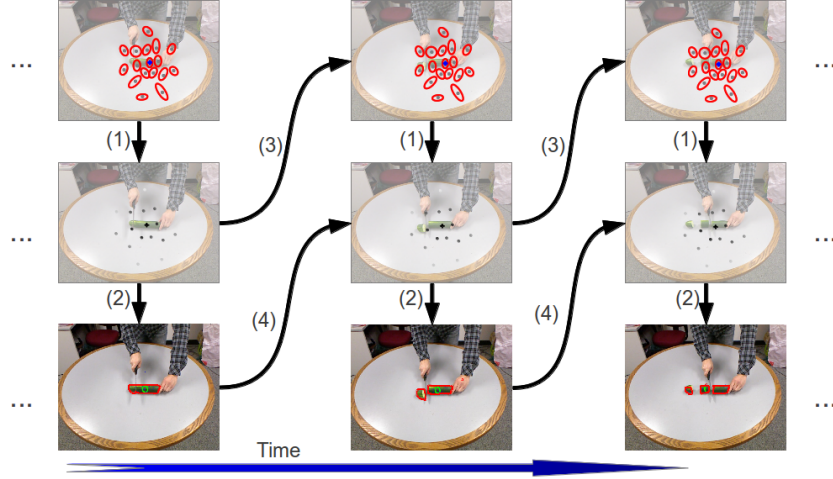 ... ...
(1) (3) (1) (3) (1)
... ...
(2) (4) (2) (4) (2)
... ...
Time